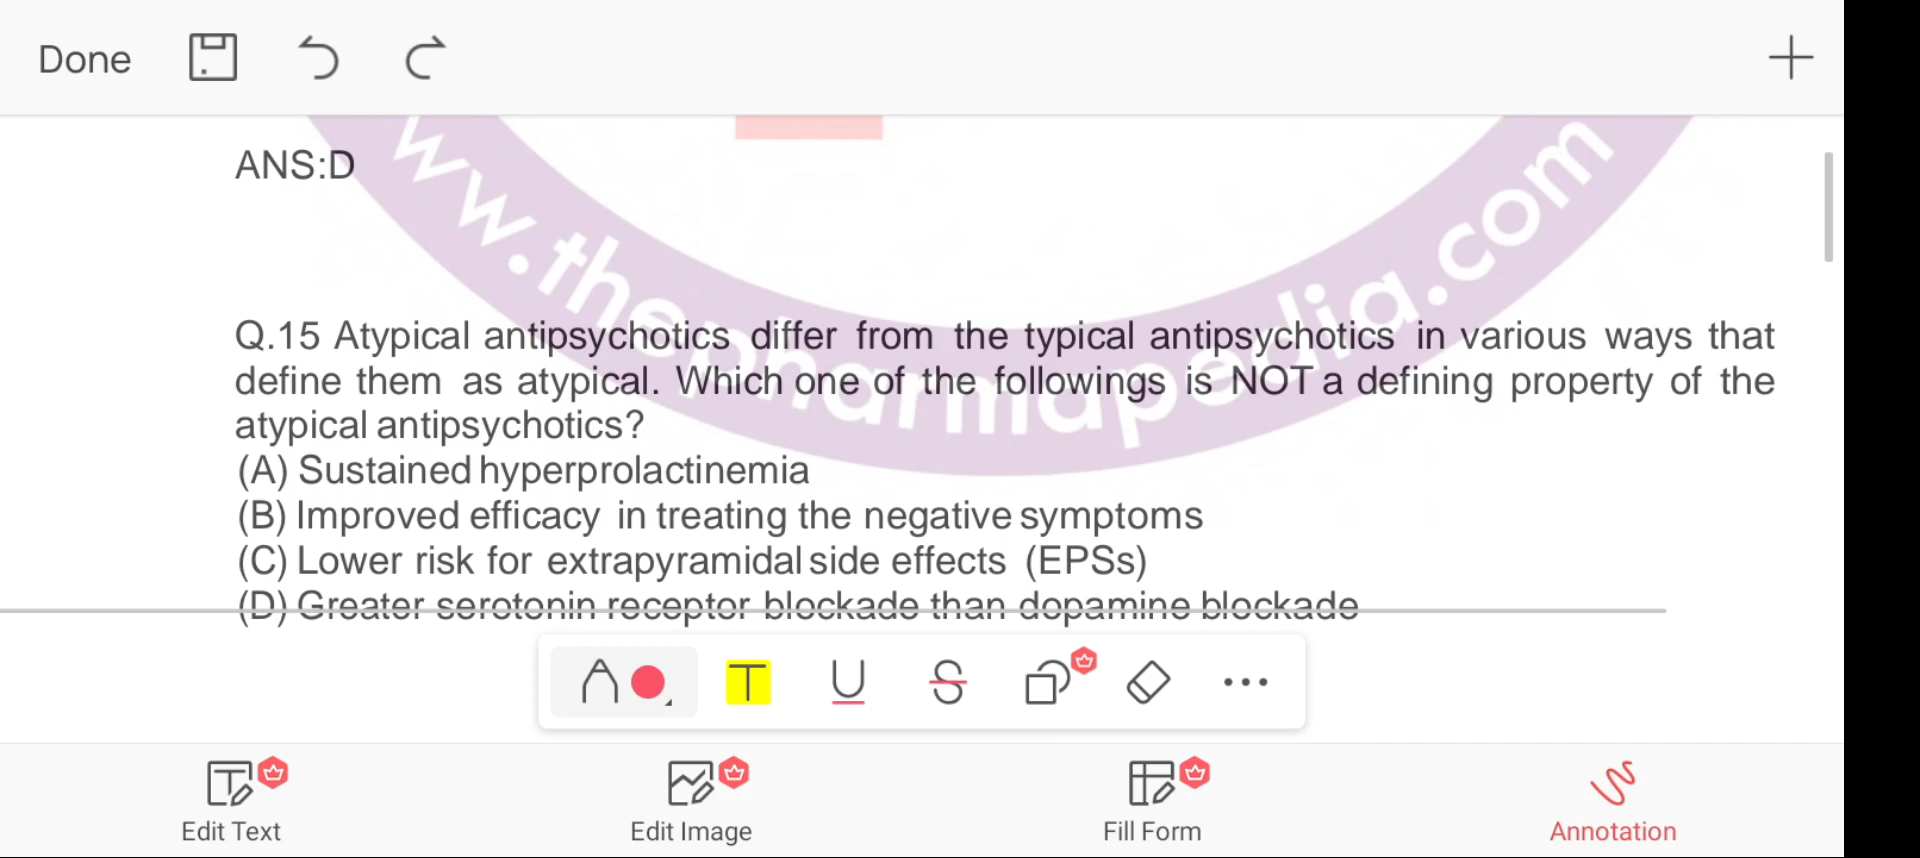 Done
ANS:D
www.thepharmapedia.com
Q.15 Atypical antipsychotics differ from the typical antipsychotics in various ways that
define them as atypical. Which one of the followings is NOT a defining property of the
atypical antipsychotics?
(A) Sustained hyperprolactinemia
(B) Improved efficacy in treating the negative symptoms
(C) Lower risk for extrapyramidal side effects (EPSs)
(D) Greater serotonin receptor blockade than dopamine blockade
T U S
Edit Text
Edit Image
Fill Form
Annotation